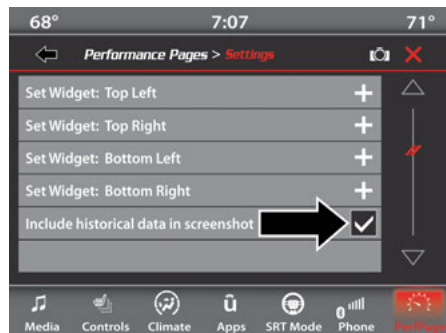 68° 7:07 71°
Performance Pages > Settings
Set Widget: Top Left
Set Widget: Top Right
Set Widget: Bottom Left
Set Widget: Bottom Right
Include historical data in screenshot
Media Controls Climate Apps SRT Mode Phone PerfPage